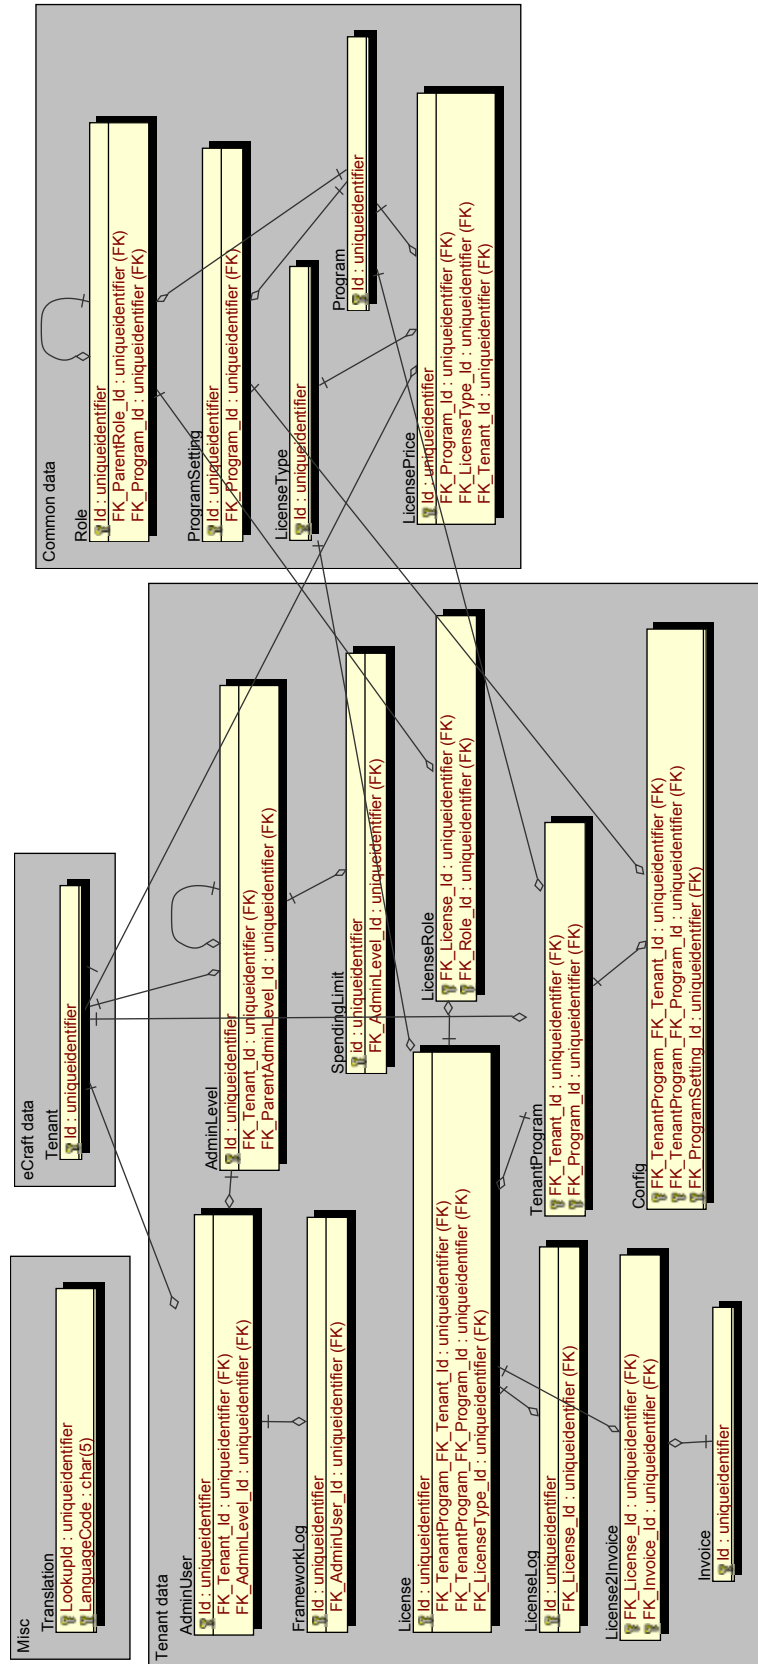 Misc
Translation
LookupId : uniqueidentifier
LanguageCode : char(5)
eCraft data
Tenant
Id : uniqueidentifier
Common data
Role
Id : uniqueidentifier
FK_ParentRole_Id : uniqueidentifier (FK)
FK_Program_Id : uniqueidentifier (FK)
ProgramSetting
Id : uniqueidentifier
FK_Program_Id : uniqueidentifier (FK)
LicenseType
Id : uniqueidentifier
Program
Id : uniqueidentifier
LicensePrice
Id : uniqueidentifier
FK_Program_Id : uniqueidentifier (FK)
FK_LicenseType_Id : uniqueidentifier (FK)
FK_Tenant_Id : uniqueidentifier (FK)
Tenant data
AdminUser
Id : uniqueidentifier
FK_Tenant_Id : uniqueidentifier (FK)
FK_AdminLevel_Id : uniqueidentifier (FK)
AdminLevel
Id : uniqueidentifier
FK_Tenant_Id : uniqueidentifier (FK)
FK_ParentAdminLevel_Id : uniqueidentifier (FK)
FrameworkLog
Id : uniqueidentifier
FK_AdminUser_Id : uniqueidentifier (FK)
SpendingLimit
id : uniqueidentifier
FK_AdminLevel_Id : uniqueidentifier (FK)
License
Id : uniqueidentifier
FK_TenantProgram_FK_Tenant_Id : uniqueidentifier (FK)
FK_TenantProgram_FK_Program_Id : uniqueidentifier (FK)
FK_LicenseType_Id : uniqueidentifier (FK)
LicenseRole
FK_License_Id : uniqueidentifier (FK)
FK_Role_Id : uniqueidentifier (FK)
LicenseLog
Id : uniqueidentifier
FK_License_Id : uniqueidentifier (FK)
TenantProgram
FK_Tenant_Id : uniqueidentifier (FK)
FK_Program_Id : uniqueidentifier (FK)
License2Invoice
FK_License_Id : uniqueidentifier (FK)
FK_Invoice_Id : uniqueidentifier (FK)
Config
FK_TenantProgram_FK_Tenant_Id : uniqueidentifier (FK)
FK_TenantProgram_FK_Program_Id : uniqueidentifier (FK)
FK_ProgramSetting_Id : uniqueidentifier (FK)
Invoice
Id : uniqueidentifier